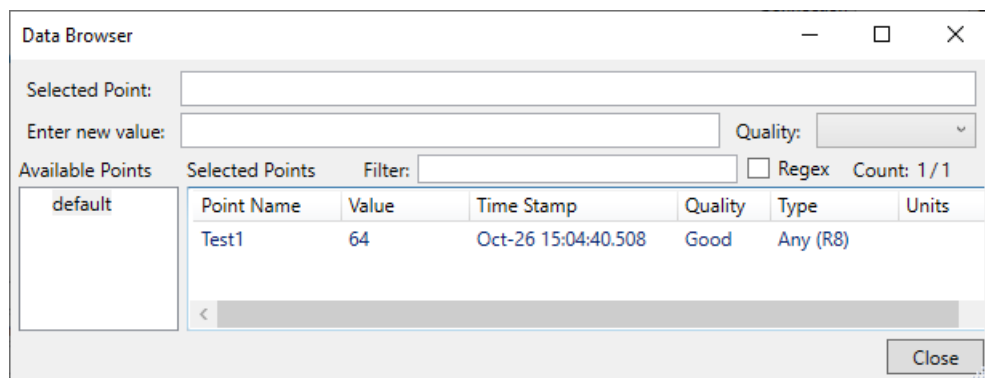 Data Browser
Selected Point:
Enter new value: Quality:
Available Points Selected Points Filter: Regex Count: 1 / 1
default Point Name Value Time Stamp Quality Type Units
Test1 64 Oct-26 15:04:40.508 Good Any (R8)
Close